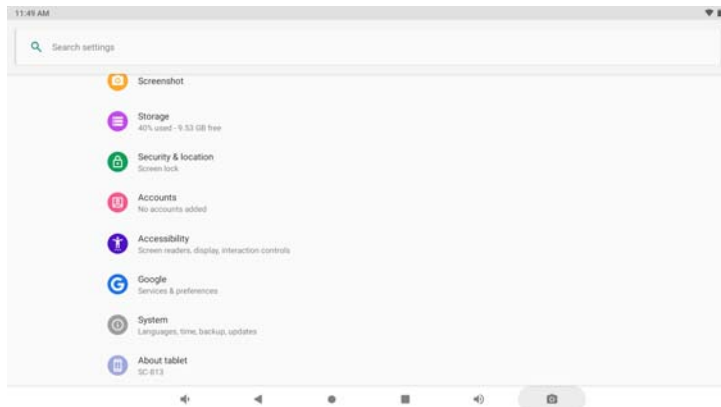 11:49 AM
Search settings
Screenshot
Storage
40% used - 9.53 GB free
Security & location
Screen lock
Accounts
No accounts added
Accessibility
Screen readers, display, interaction controls
Google
Services & preferences
System
Languages, time, backup, updates
About tablet
SC-813